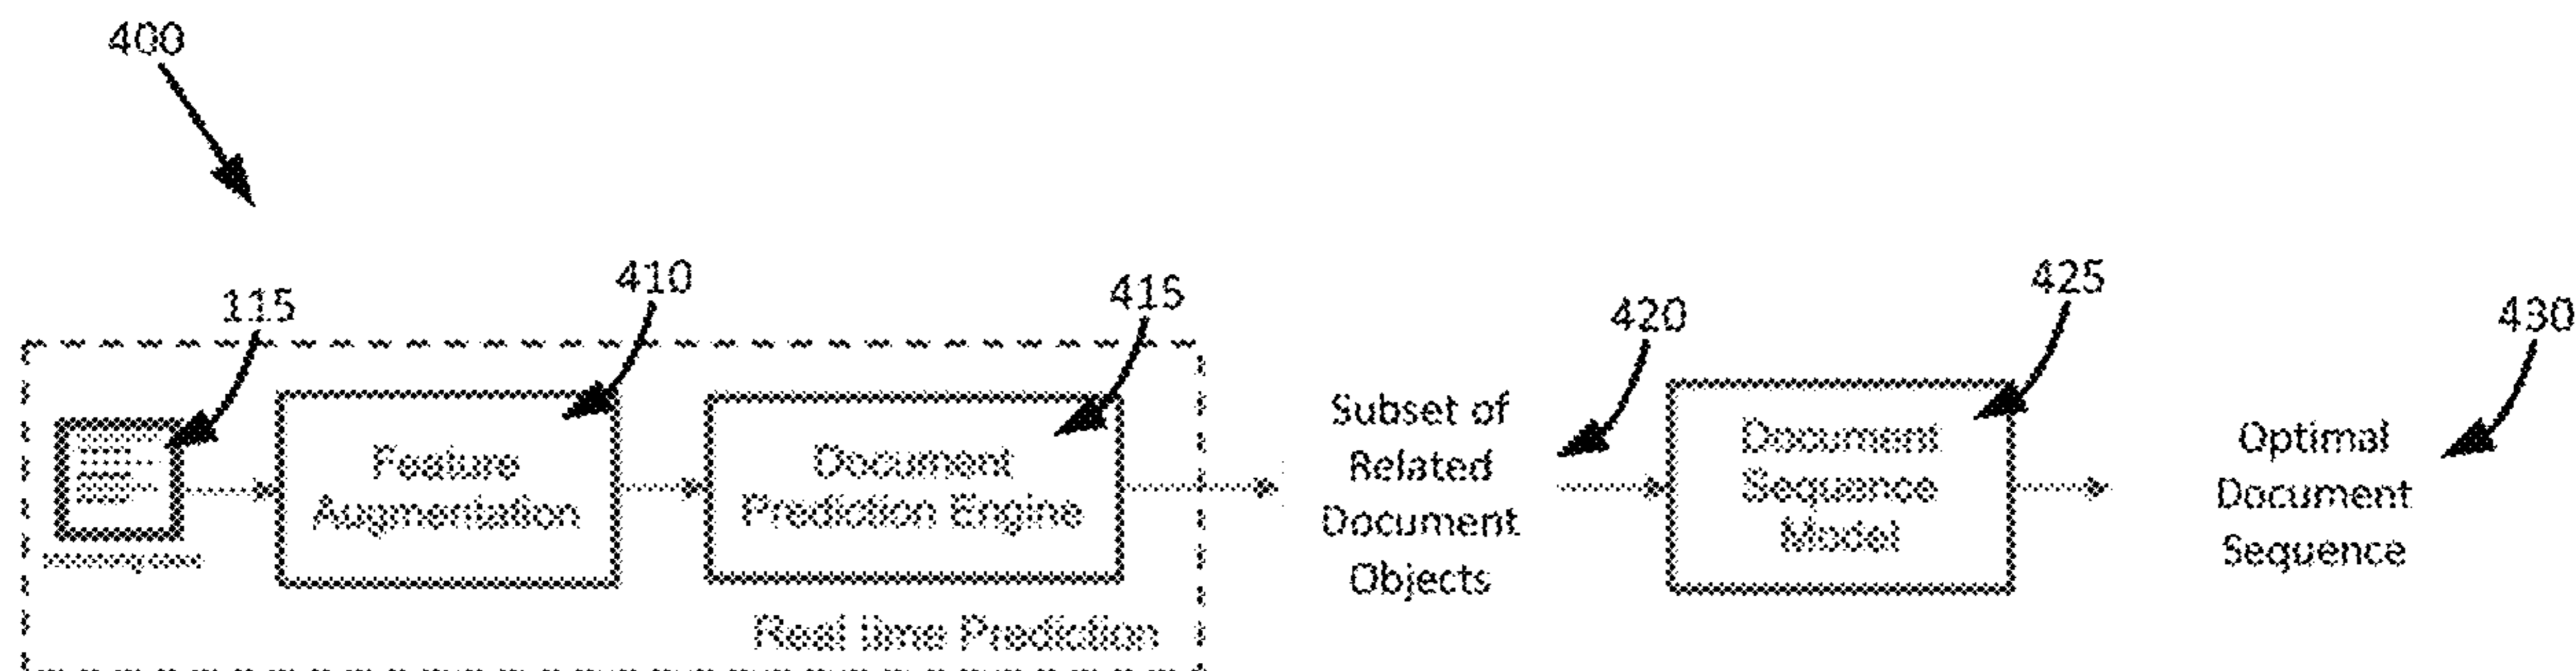 400
115
410
415
420
425
430
Feature
Augmentation
Document
Prediction Engine
Real time Prediction
Subset of
Related
Document
Objects
Document
Sequence
Model
Optimal
Document
Sequence